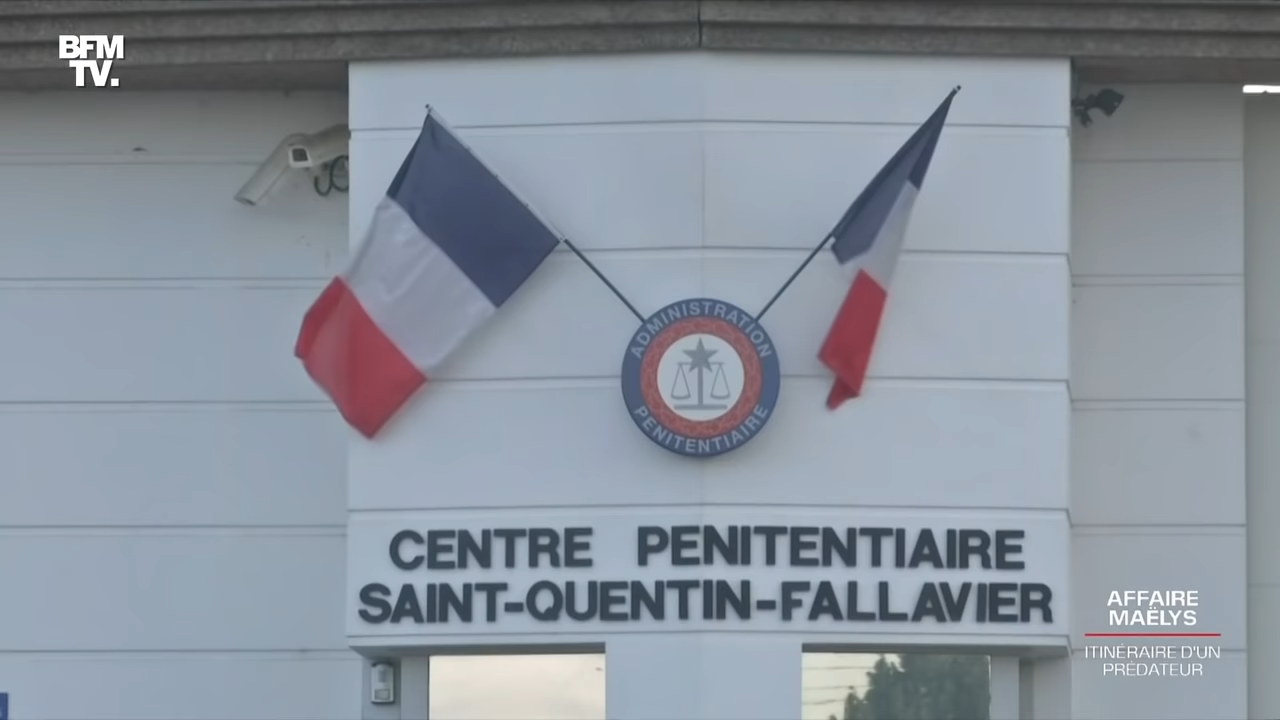 BFM
TV.
ADMINISTRATION
PENITENTIAIRE
CENTRE PENITENTIAIRE
SAINT-QUENTIN-FALLAVIER
AFFAIRE
MAËLYS
ITINÉRAIRE D'UN
PRÉDATEUR